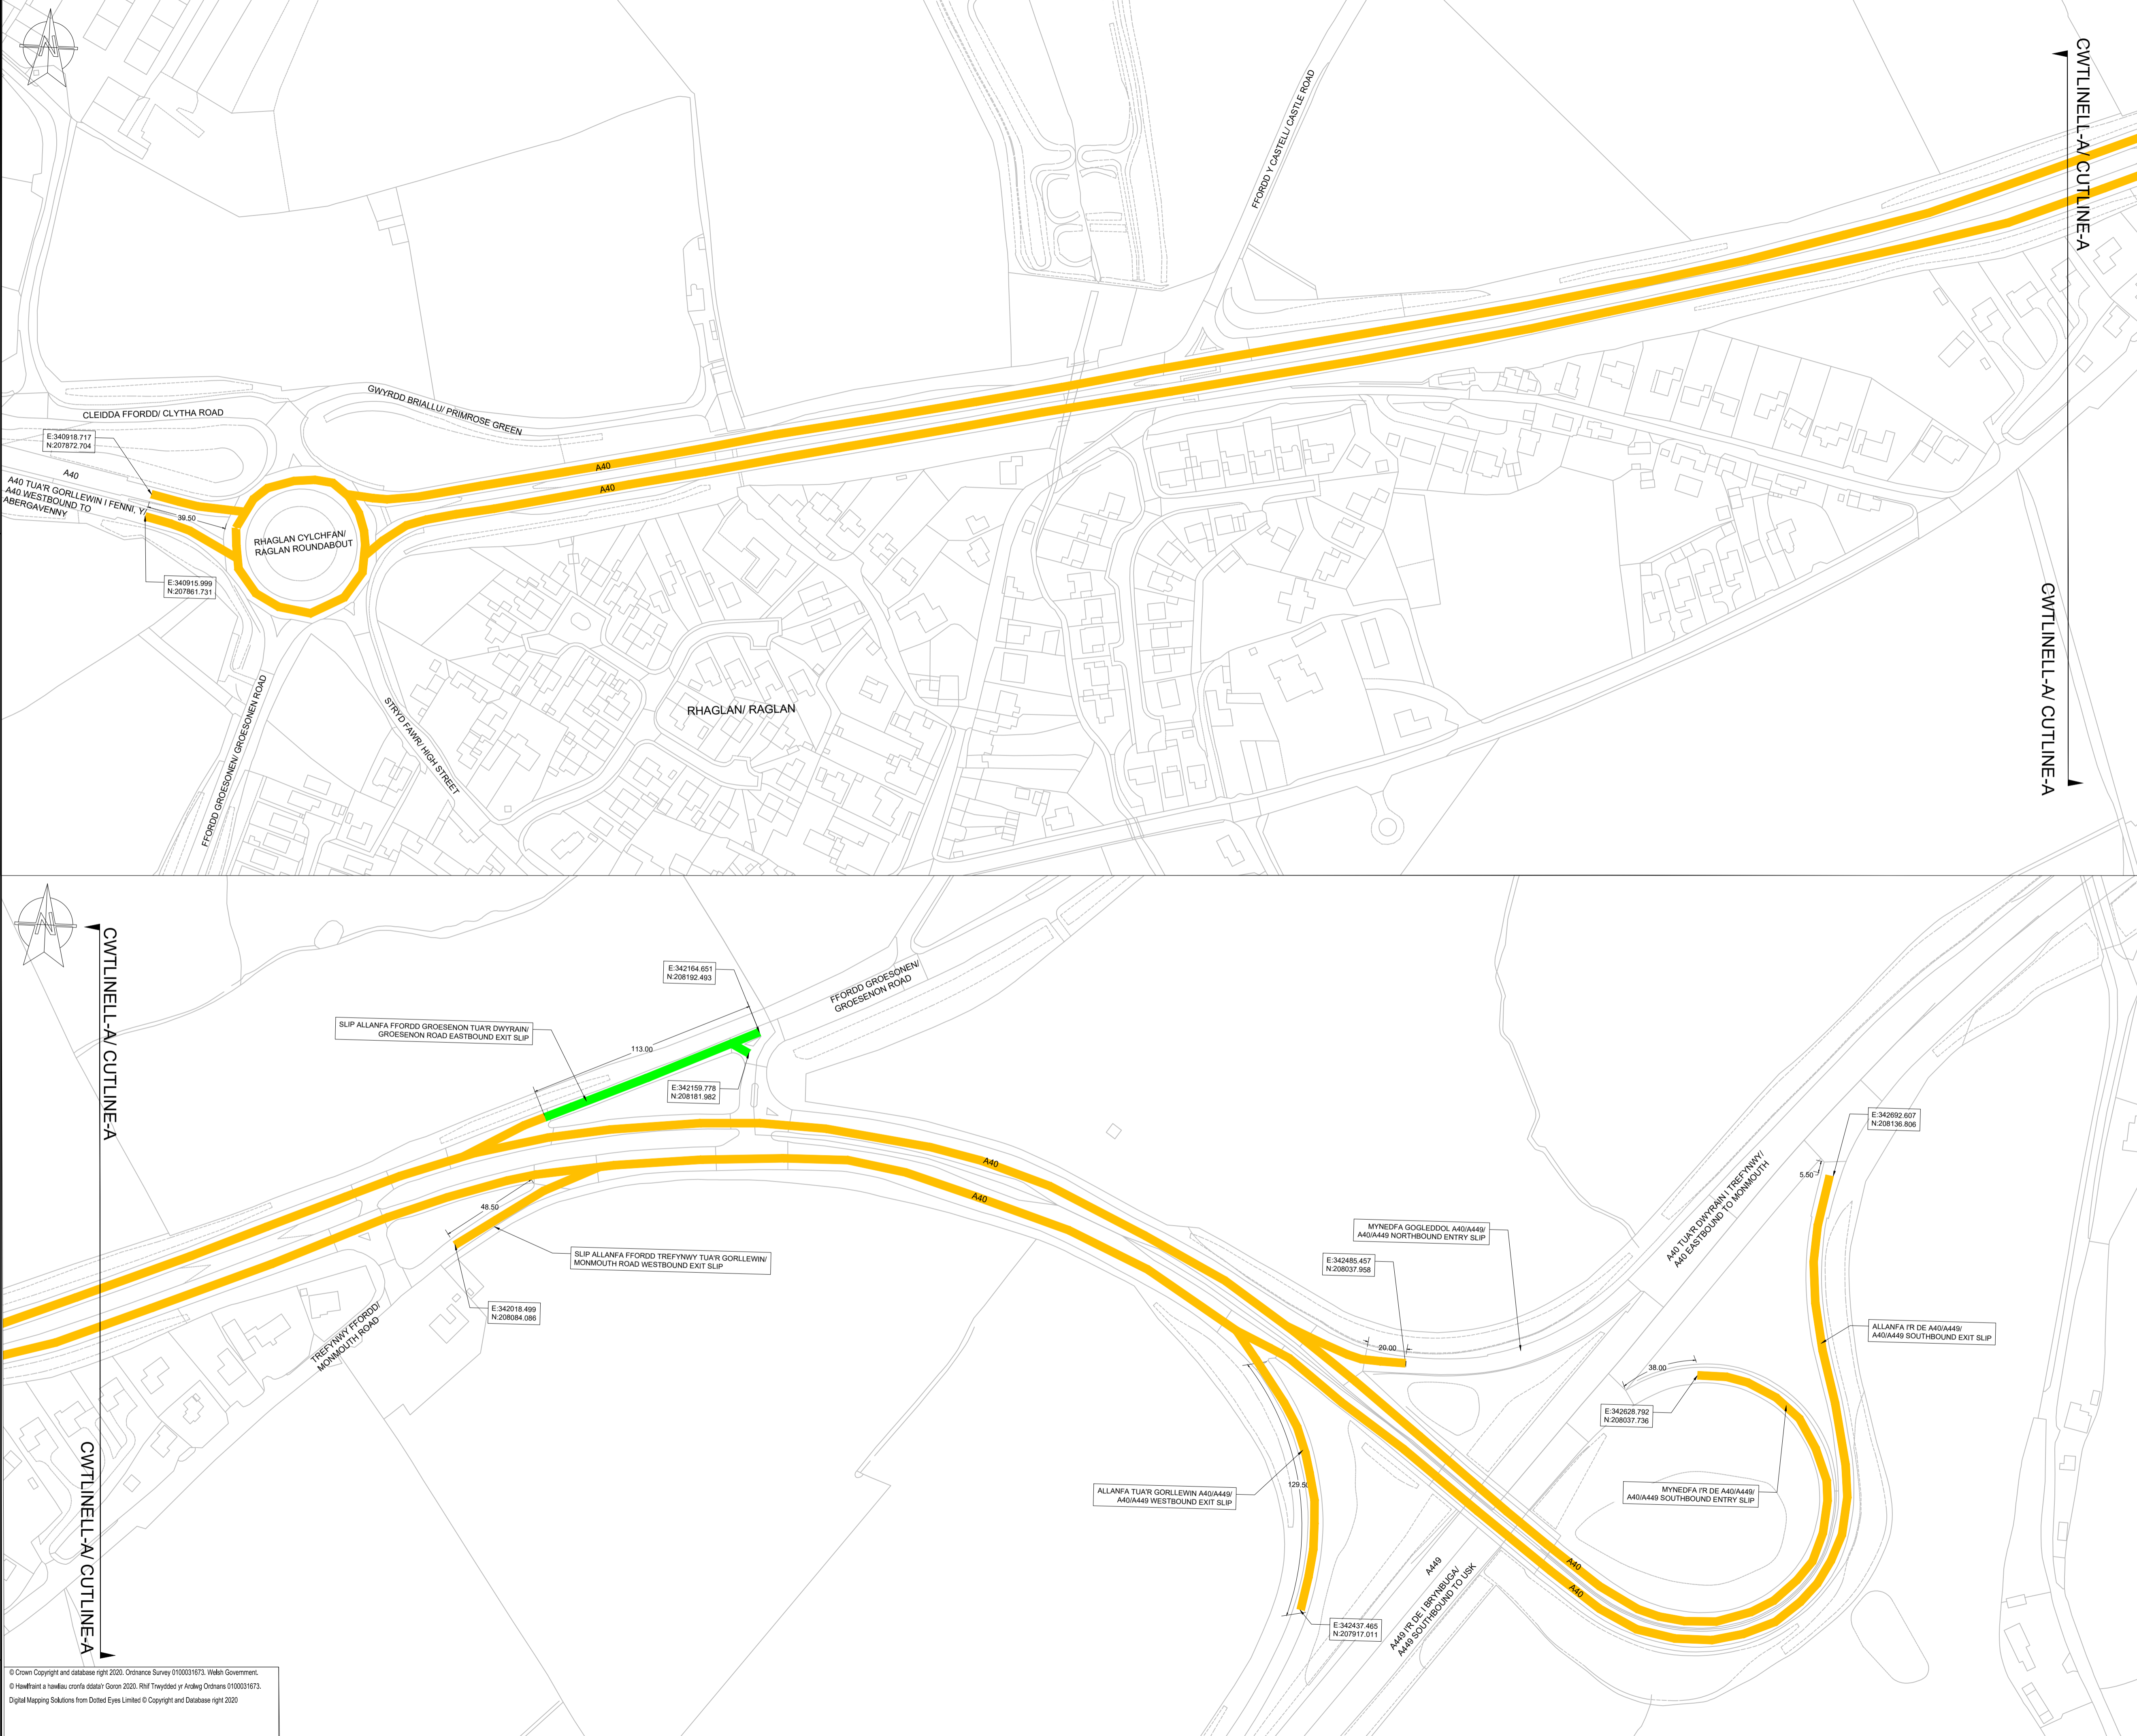 N
FFORDD Y CASTELL/ CASTLE ROAD
CWTLINELL-A/ CUTLINE-A
GWYRDD BRIALLU/ PRIMROSE GREEN
CLEIDDA FFORDD/ CLYTHA ROAD
E:340918.717
N:207872.704
A40
A40
A40
A40 TUA'R GORLLEWIN I FENNI, Y/
A40 WESTBOUND TO
ABERGAVENNY
39.50
RHAGLAN CYLCHFAN/
RAGLAN ROUNDABOUT
E:340915.999
N:207861.731
FFORDD GROESONEN/ GROESONEN ROAD
STRYD FAWR/ HIGH STREET
RHAGLAN/ RAGLAN
CWTLINELL-A/ CUTLINE-A
N
CWTLINELL-A/ CUTLINE-A
E:342164.651
N:208192.493
FFORDD GROESONEN/
GROESENON ROAD
SLIP ALLANFA FFORDD GROESENON TUA'R DWYRAIN/
GROESENON ROAD EASTBOUND EXIT SLIP
113.00
E:342159.778
N:208181.982
A40
A40
48.50
SLIP ALLANFA FFORDD TREFYNWY TUA'R GORLLEWIN/
MONMOUTH ROAD WESTBOUND EXIT SLIP
E:342018.499
N:208084.086
TREFYNWY FFORDD/
MONMOUTH ROAD
MYNEDFA GOGLEDDOL A40/A449/
A40/A449 NORTHBOUND ENTRY SLIP
E:342485.457
N:208037.958
20.00
A40 TUA'R DWYRAIN I TREFYNWY/
A40 EASTBOUND TO MONMOUTH
5.50
E:342692.607
N:208136.806
ALLANFA I'R DE A40/A449/
A40/A449 SOUTHBOUND EXIT SLIP
38.00
E:342628.792
N:208037.736
MYNEDFA I'R DE A40/A449/
A40/A449 SOUTHBOUND ENTRY SLIP
ALLANFA TUA'R GORLLEWIN A40/A449/
A40/A449 WESTBOUND EXIT SLIP
129.50
A40
A40
A449
A449 I'R DE I BRYNBUGA/
A449 SOUTHBOUND TO USK
E:342437.465
N:207917.011
CWTLINELL-A/ CUTLINE-A
© Crown Copyright and database right 2020. Ordnance Survey 0100031673. Welsh Government.
© Hawlfraint a hawliau cronfa ddata'r Goron 2020. Rhif Trwydded yr Arolwg Ordnans 0100031673.
Digital Mapping Solutions from Dotted Eyes Limited © Copyright and Database right 2020